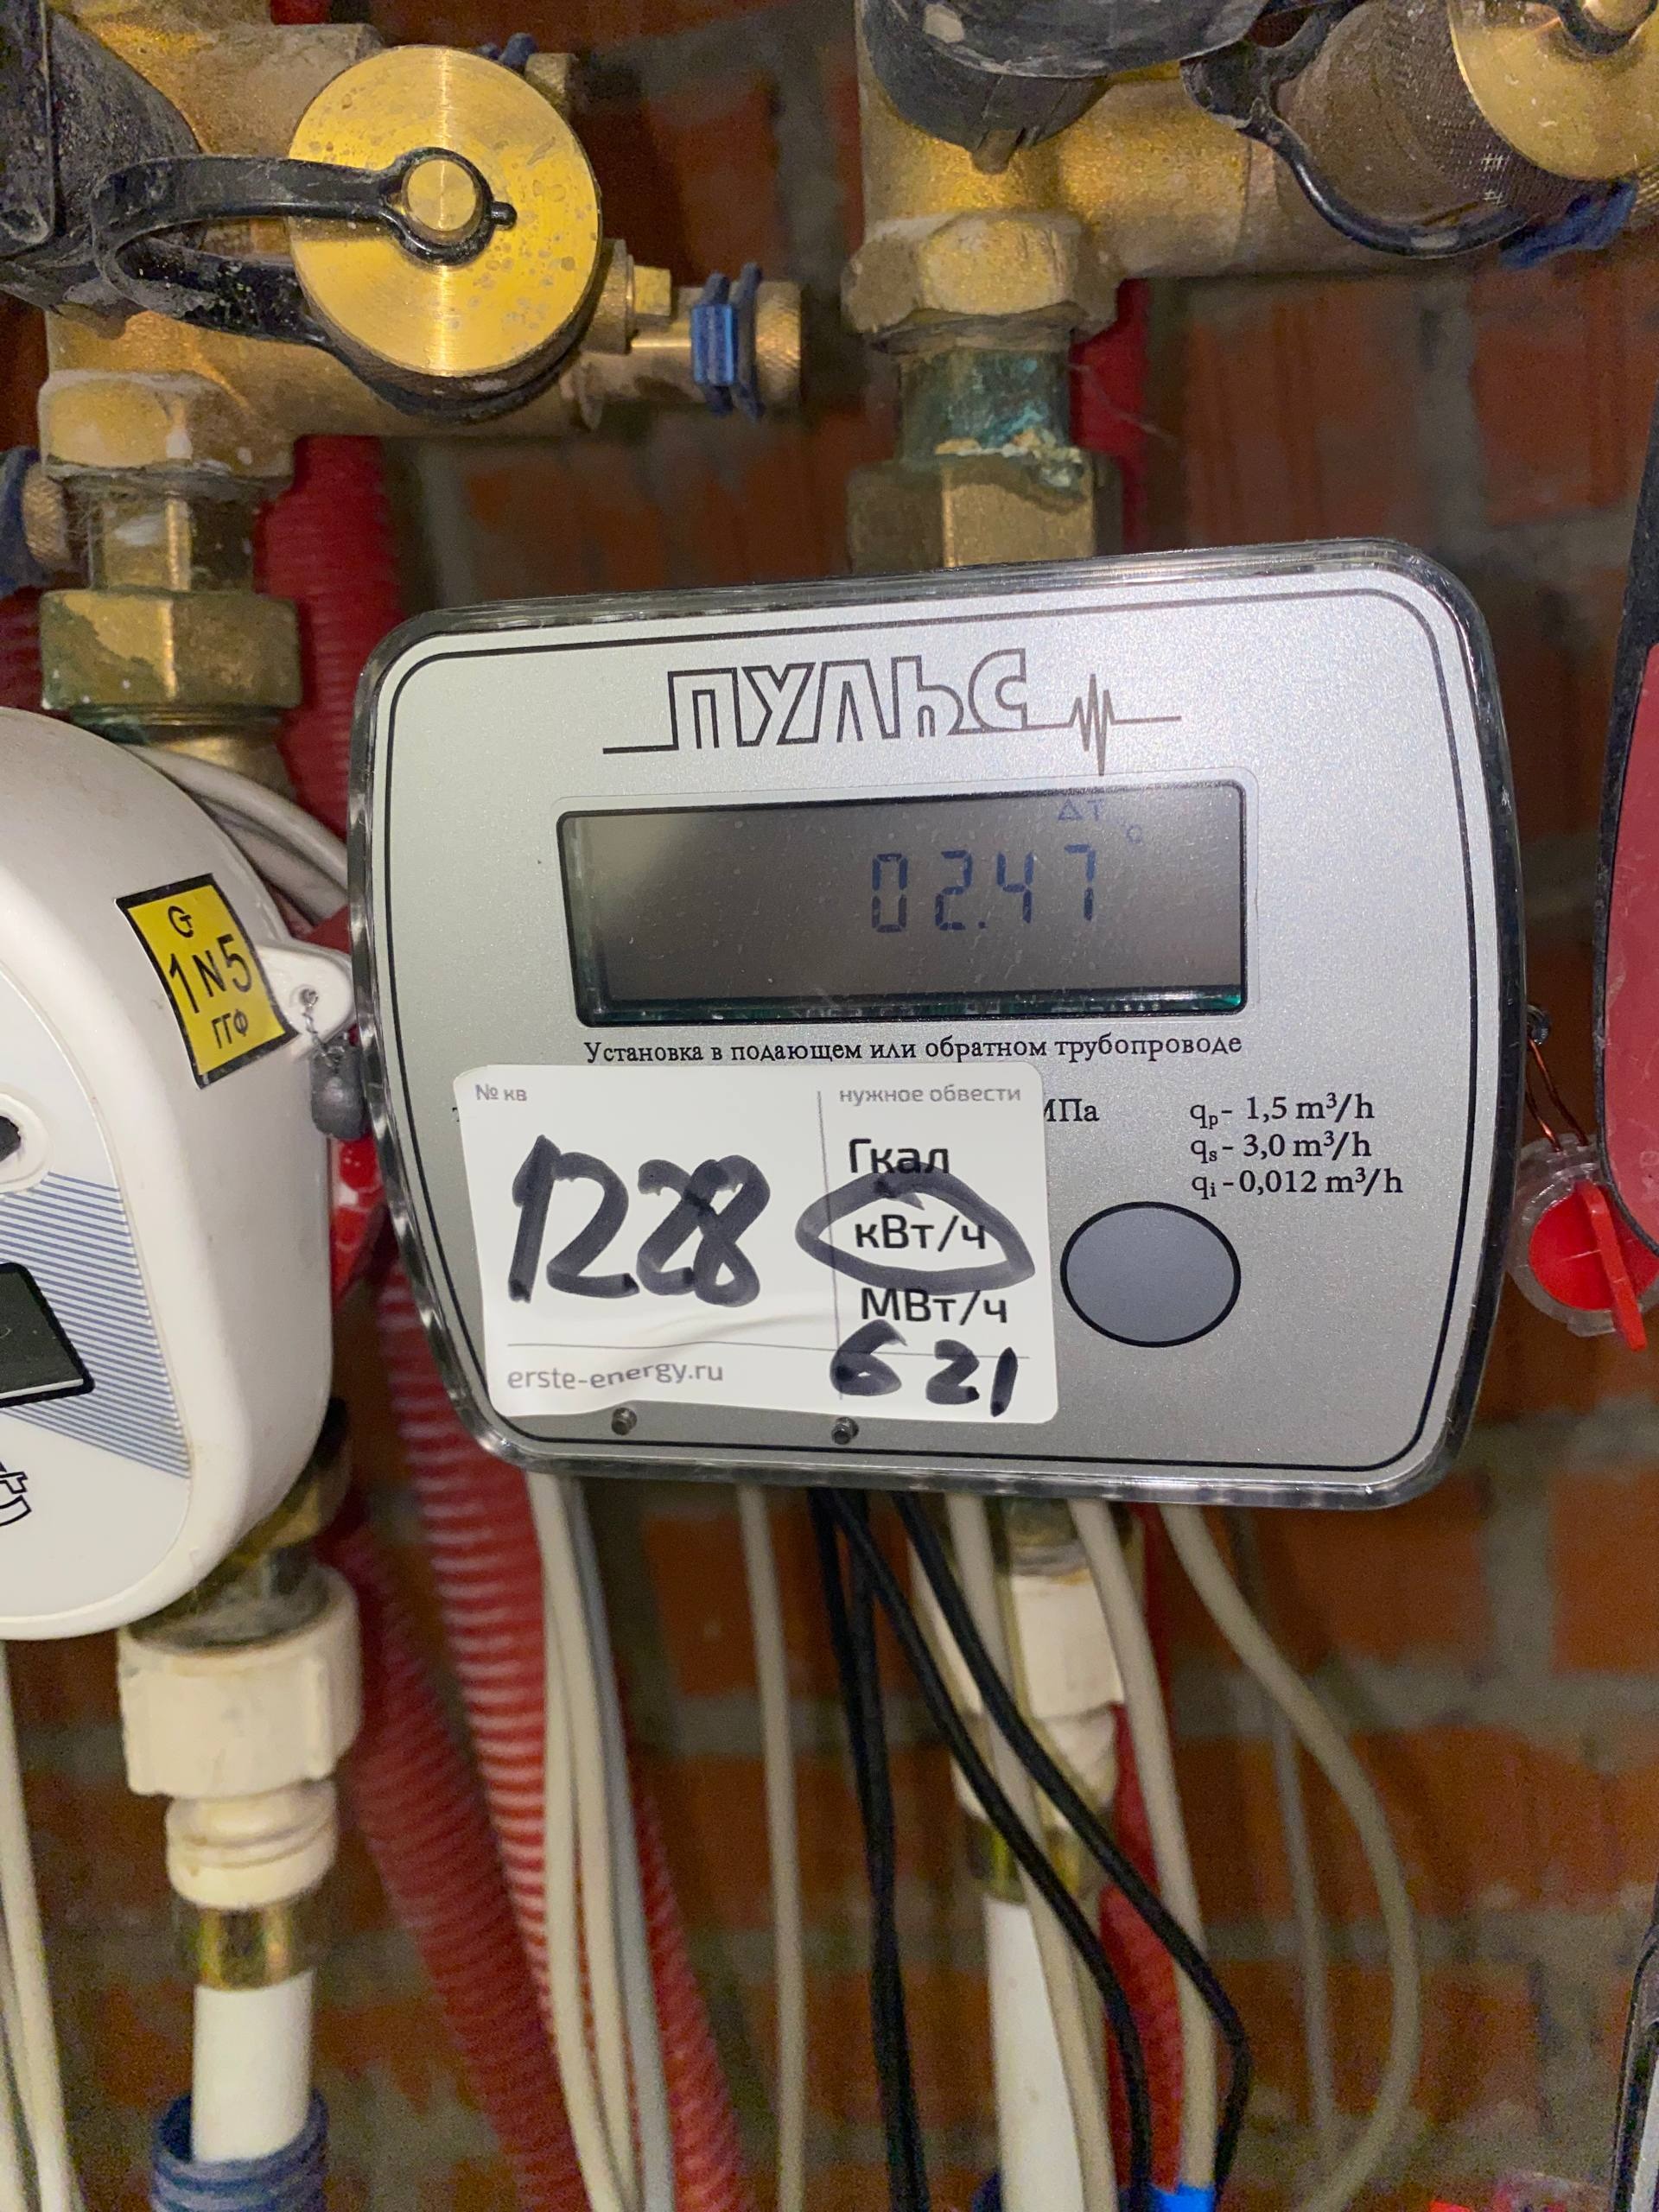 ПУЛЬС
ΔT
°C
02.47
Установка в подающем или обратном трубопроводе
МПа
qp- 1,5 m³/h
qs- 3,0 m³/h
qi-0,012 m³/h
№ кв
нужное обвести
1228
Гкал
кВт/ч
МВт/ч
erste-energy.ru
621
1N5
ГГФ